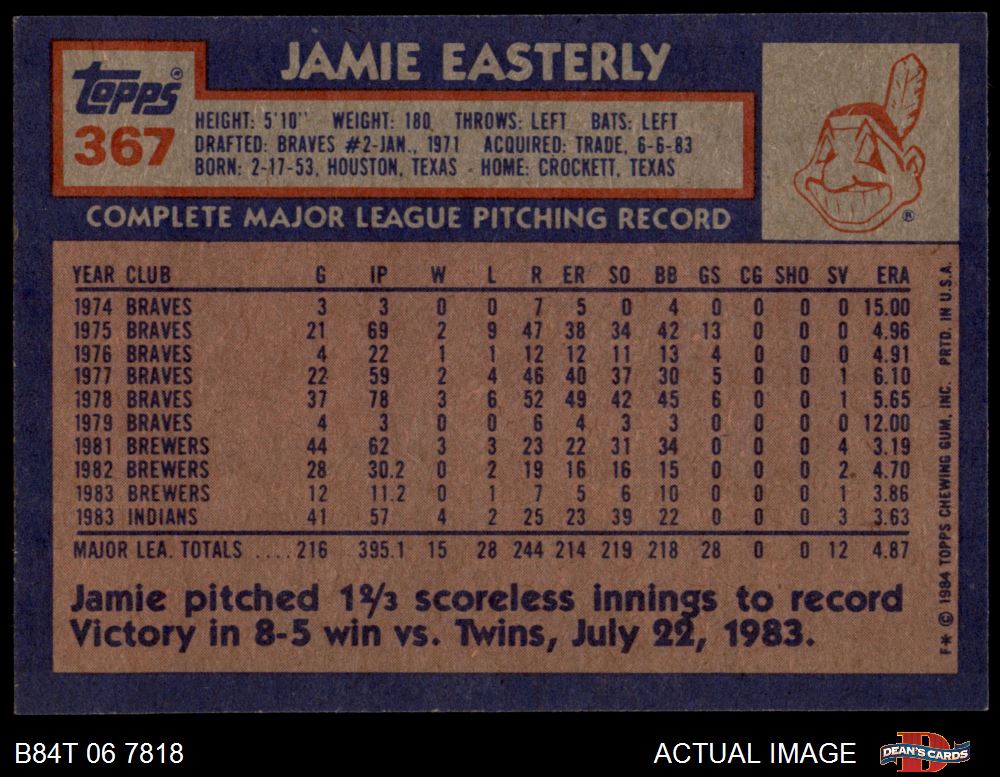 JAMIE EASTERLY
topps®
367
HEIGHT: 5'10" WEIGHT: 180 THROWS: LEFT BATS: LEFT
DRAFTED: BRAVES #2-JAN., 1971 ACQUIRED: TRADE, 6-6-83
BORN: 2-17-53, HOUSTON, TEXAS - HOME: CROCKETT, TEXAS
®
COMPLETE MAJOR LEAGUE PITCHING RECORD
YEAR CLUB G IP W L R ER SO BB GS CG SHO SV ERA
1974 BRAVES 3 3 0 0 7 5 0 4 0 0 0 0 15.00
1975 BRAVES 21 69 2 9 47 38 34 42 13 0 0 0 4.96
1976 BRAVES 4 22 1 1 12 12 11 13 4 0 0 0 4.91
1977 BRAVES 22 59 2 4 46 40 37 30 5 0 0 1 6.10
1978 BRAVES 37 78 3 6 52 49 42 45 6 0 0 1 5.65
1979 BRAVES 4 3 0 0 6 4 3 3 0 0 0 0 12.00
1981 BREWERS 44 62 3 3 23 22 31 34 0 0 0 4 3.19
1982 BREWERS 28 30.2 0 2 19 16 16 15 0 0 0 2 4.70
1983 BREWERS 12 11.2 0 1 7 5 6 10 0 0 0 1 3.86
1983 INDIANS 41 57 4 2 25 23 39 22 0 0 0 3 3.63
MAJOR LEA. TOTALS ....216 395.1 15 28 244 214 219 218 28 0 0 12 4.87
Jamie pitched 1⅔ scoreless innings to record
Victory in 8-5 win vs. Twins, July 22, 1983.
F* © 1984 TOPPS CHEWING GUM, INC. PRTD. IN U.S.A.
B84T 06 7818
ACTUAL IMAGE
DEAN'S CARDS